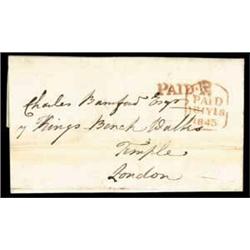 PAID
PAID
1845
Charles Bamford Esqr
7 Kings Bench Walks
Temple
London